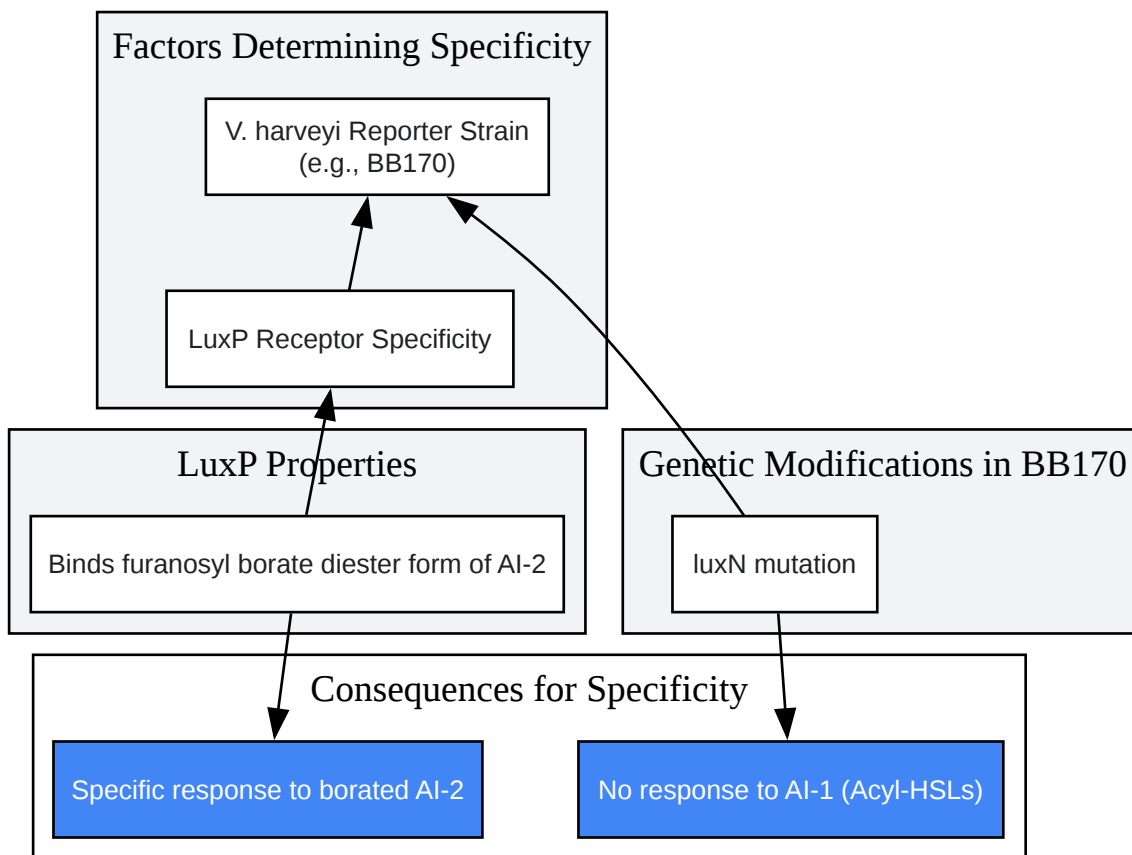 Factors Determining Specificity
V. harveyi Reporter Strain
(e.g., BB170)
LuxP Receptor Specificity
LuxP Properties
Binds furanosyl borate diester form of AI-2
Genetic Modifications in BB170
luxN mutation
Consequences for Specificity
Specific response to borated AI-2
No response to AI-1 (Acyl-HSLs)